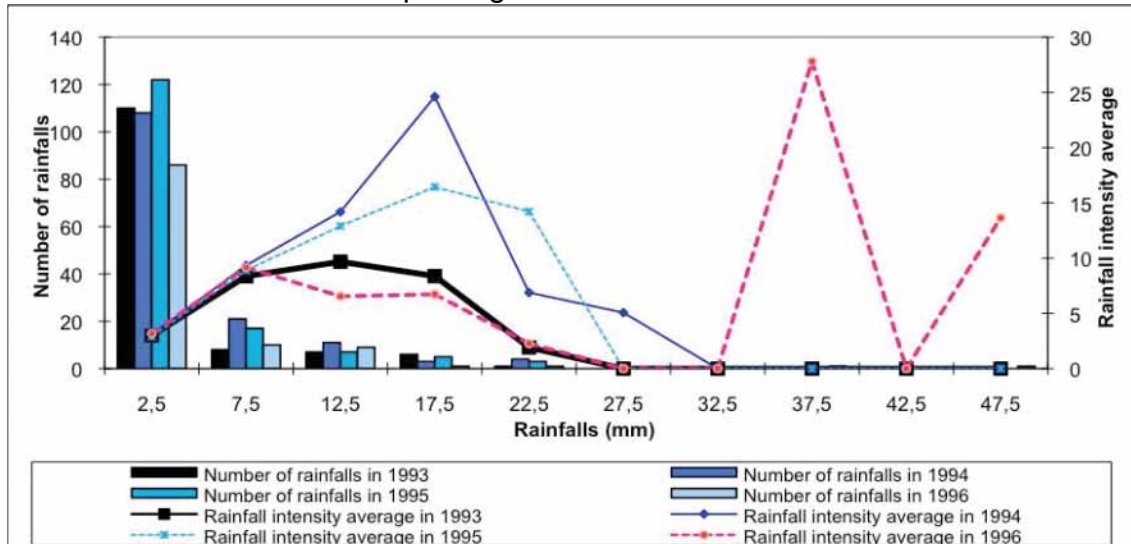 140
120
100
80
60
40
20
0
Number of rainfalls
30
25
20
15
10
5
0
Rainfall intensity average
2,5 7,5 12,5 17,5 22,5 27,5 32,5 37,5 42,5 47,5
Rainfalls (mm)
Number of rainfalls in 1993 Number of rainfalls in 1994
Number of rainfalls in 1995 Number of rainfalls in 1996
Rainfall intensity average in 1993 Rainfall intensity average in 1994
Rainfall intensity average in 1995 Rainfall intensity average in 1996